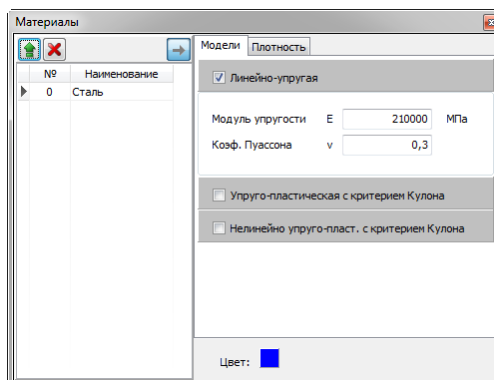 Материалы
Модели Плотность
№ Наименование
0 Сталь
Линейно-упругая
Модуль упругости E 210000 МПа
Коэф. Пуассона v 0,3
Упруго-пластическая с критерием Кулона
Нелинейно упруго-пласт. с критерием Кулона
Цвет: